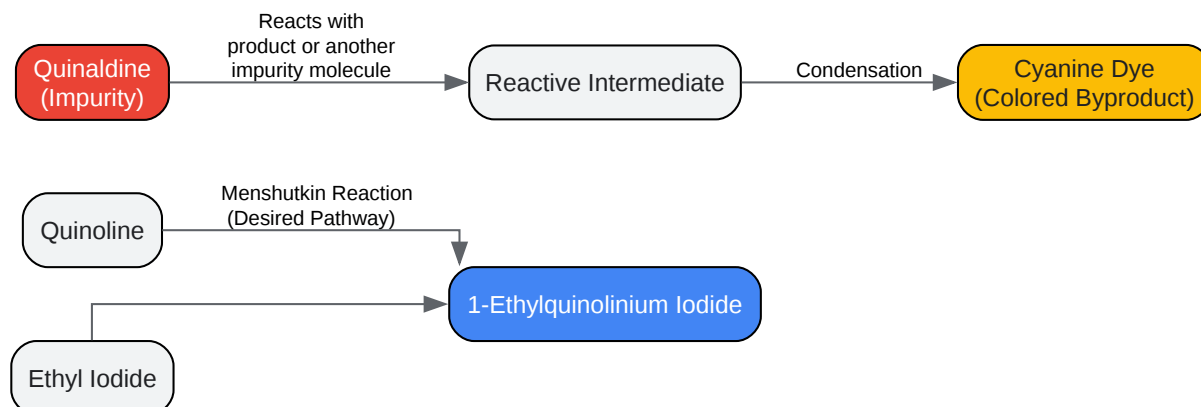 Reacts with
product or another
impurity molecule
Quinaldine
(Impurity)
Reactive Intermediate
Condensation
Cyanine Dye
(Colored Byproduct)
Menshutkin Reaction
(Desired Pathway)
Quinoline
1-Ethylquinolinium Iodide
Ethyl Iodide